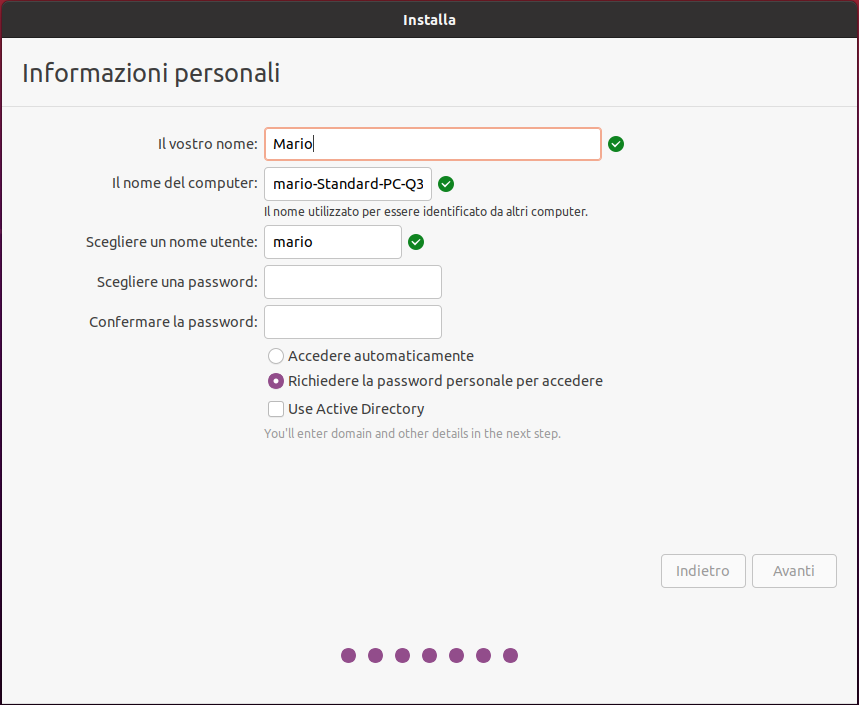 Installa
Informazioni personali
Il vostro nome: Mario
Il nome del computer: mario-Standard-PC-Q3
Il nome utilizzato per essere identificato da altri computer.
Scegliere un nome utente: mario
Scegliere una password:
Confermare la password:
Accedere automaticamente
Richiedere la password personale per accedere
Use Active Directory
You'll enter domain and other details in the next step.
Indietro Avanti